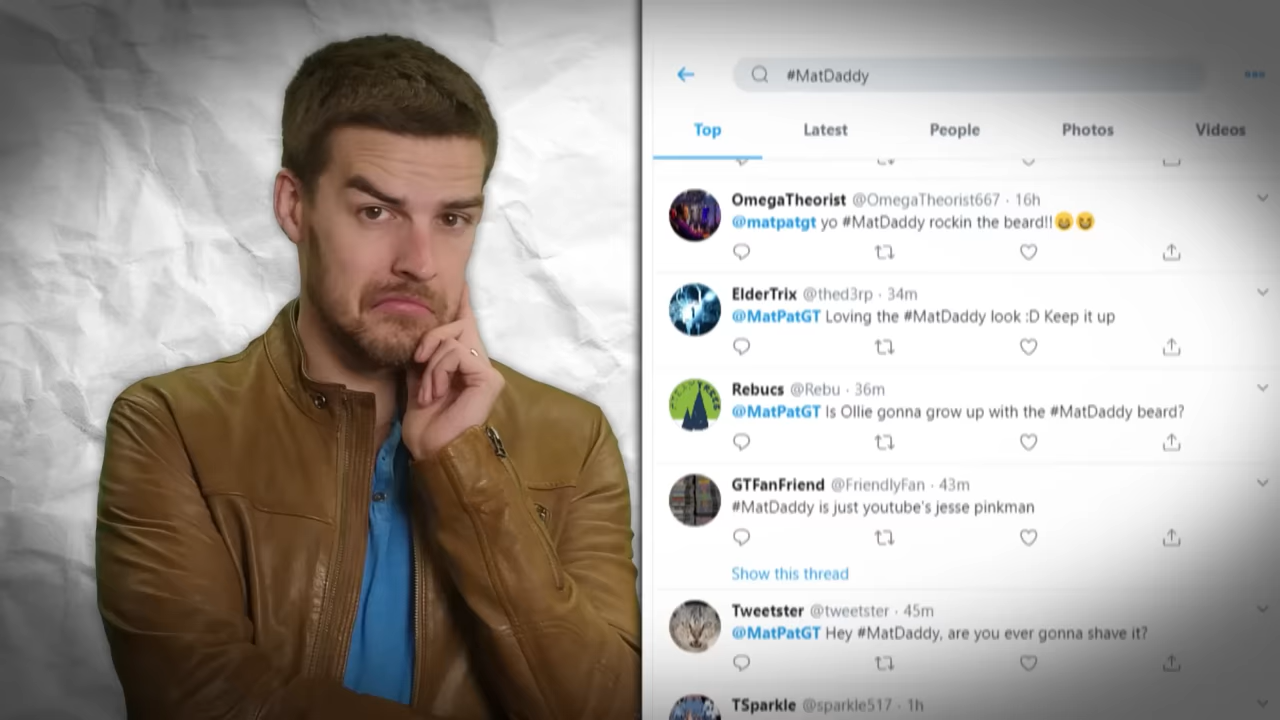 #MatDaddy
Top Latest People Photos Videos
OmegaTheorist @OmegaTheorist667 · 16h
@matpatgt yo #MatDaddy rockin the beard!!😆😆
ElderTrix @thed3rp · 34m
@MatPatGT Loving the #MatDaddy look :D Keep it up
Rebucs @Rebu · 36m
@MatPatGT Is Ollie gonna grow up with the #MatDaddy beard?
GTFanFriend @FriendlyFan · 43m
#MatDaddy is just youtube's jesse pinkman
Show this thread
Tweetster @tweetster · 45m
@MatPatGT Hey #MatDaddy, are you ever gonna shave it?
TSparkle @sparkle517 · 1h